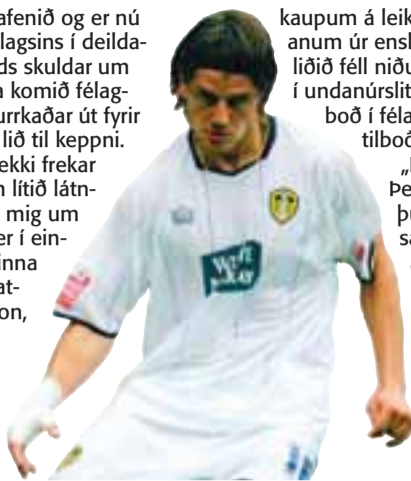 afenið og er nú
lagsins í deilda-
ds skuldar um
a komið félag-
urrkaðar út fyrir
lið til keppni.
ekki frekar
lítið látn-
mig um
er í ein-
inna
at-
on,
kaupum á leik
anum úr ensk
liðið féll niðu
í undanúrslit
boð í féla
tilboð
Þe
þu
sa